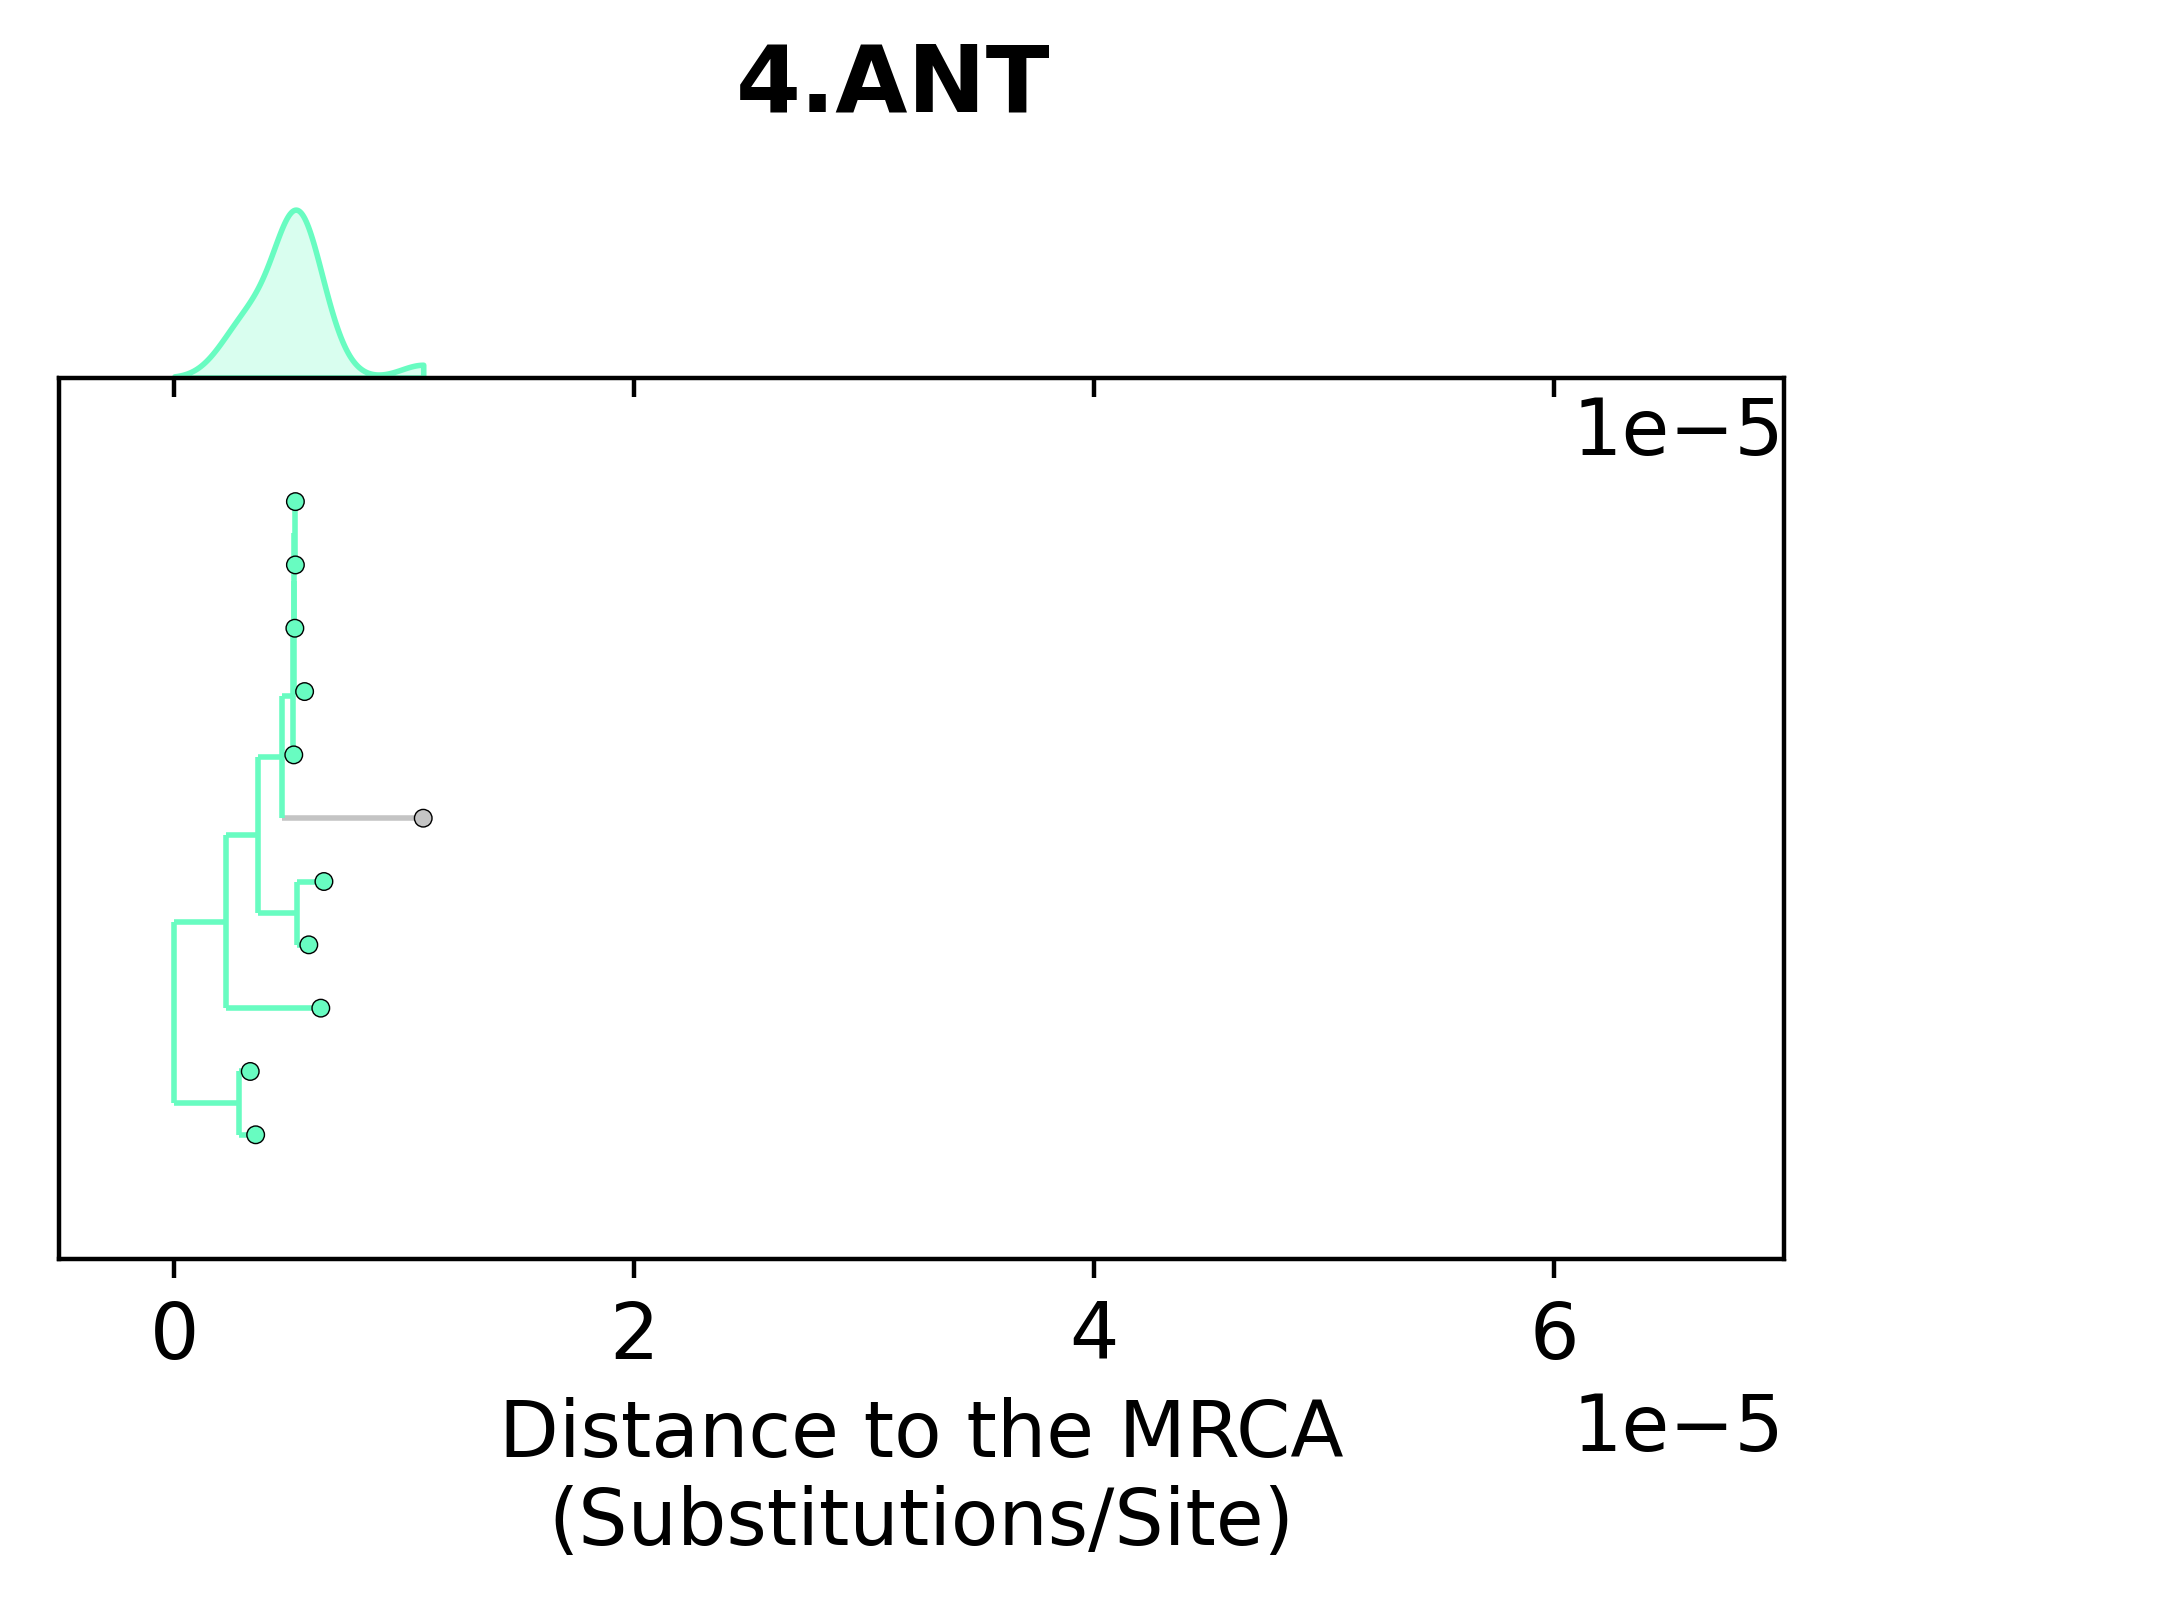 4.ANT
1e−5
0 2 4 6
Distance to the MRCA
1e−5
(Substitutions/Site)